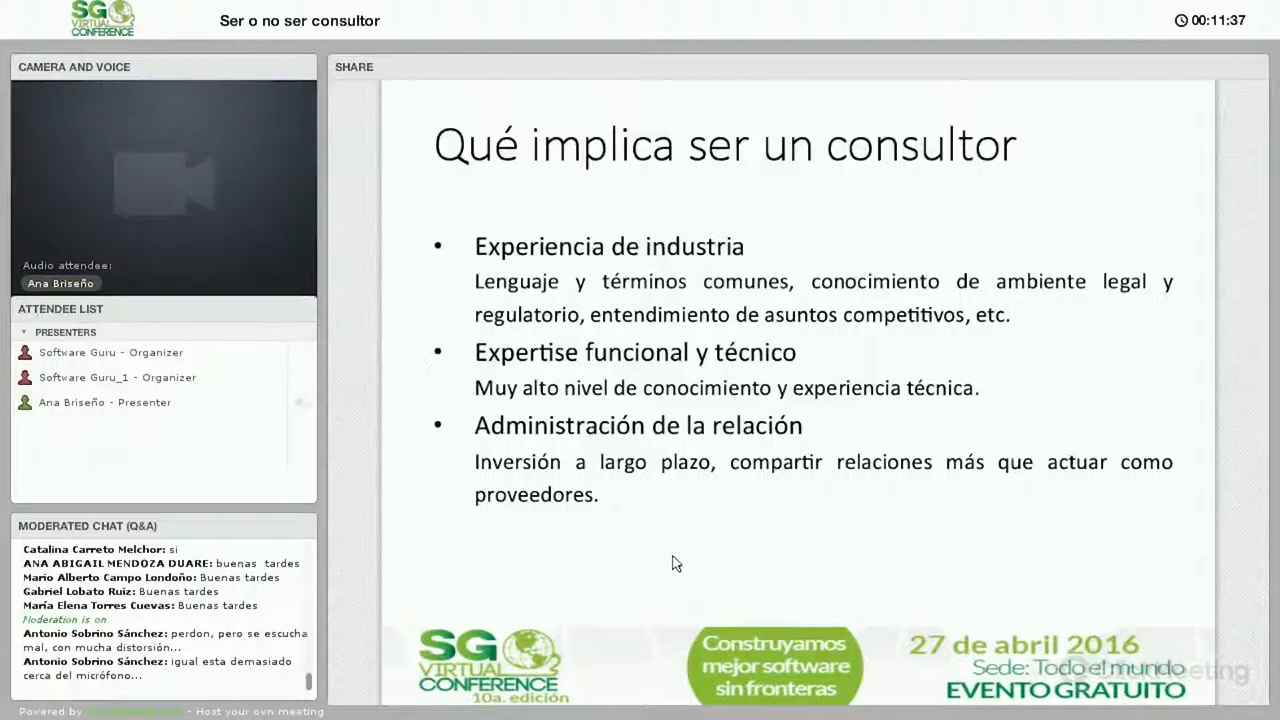 SG
VIRTUAL
CONFERENCE
Ser o no ser consultor
00:11:37
CAMERA AND VOICE
Audio attendee:
Ana Briseño
ATTENDEE LIST
PRESENTERS
Software Guru - Organizer
Software Guru_1 - Organizer
Ana Briseño - Presenter
MODERATED CHAT (Q&A)
Catalina Carreto Melchor: si
ANA ABIGAIL MENDOZA DUARE: buenas tardes
Mario Alberto Campo Londoño: Buenas tardes
Gabriel Lobato Ruiz: Buenas tardes
María Elena Torres Cuevas: Buenas tardes
Moderation is on.
Antonio Sobrino Sánchez: perdon, pero se escucha
mal, con mucha distorsión...
Antonio Sobrino Sánchez: igual esta demasiado
cerca del micrófono...
Powered by
- Host your own meeting
SHARE
Qué implica ser un consultor
• Experiencia de industria
Lenguaje y términos comunes, conocimiento de ambiente legal y
regulatorio, entendimiento de asuntos competitivos, etc.
• Expertise funcional y técnico
Muy alto nivel de conocimiento y experiencia técnica.
• Administración de la relación
Inversión a largo plazo, compartir relaciones más que actuar como
proveedores.
SG
VIRTUAL
CONFERENCE
10a. edición
Construyamos
mejor software
sin fronteras
27 de abril 2016
Sede: Todo el mundo
EVENTO GRATUITO